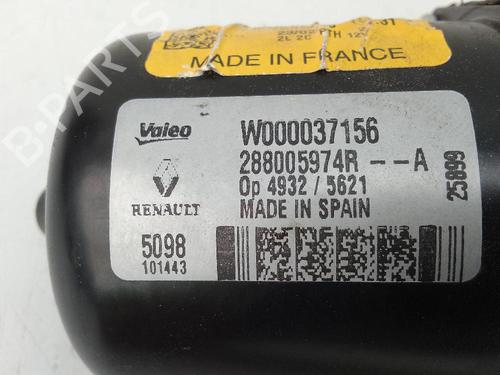 MADE IN FRANCE
Valeo
W000037156
288005974R --A
Op 4932 / 5621
RENAULT
MADE IN SPAIN
25899
5098
101443
B-PARTS